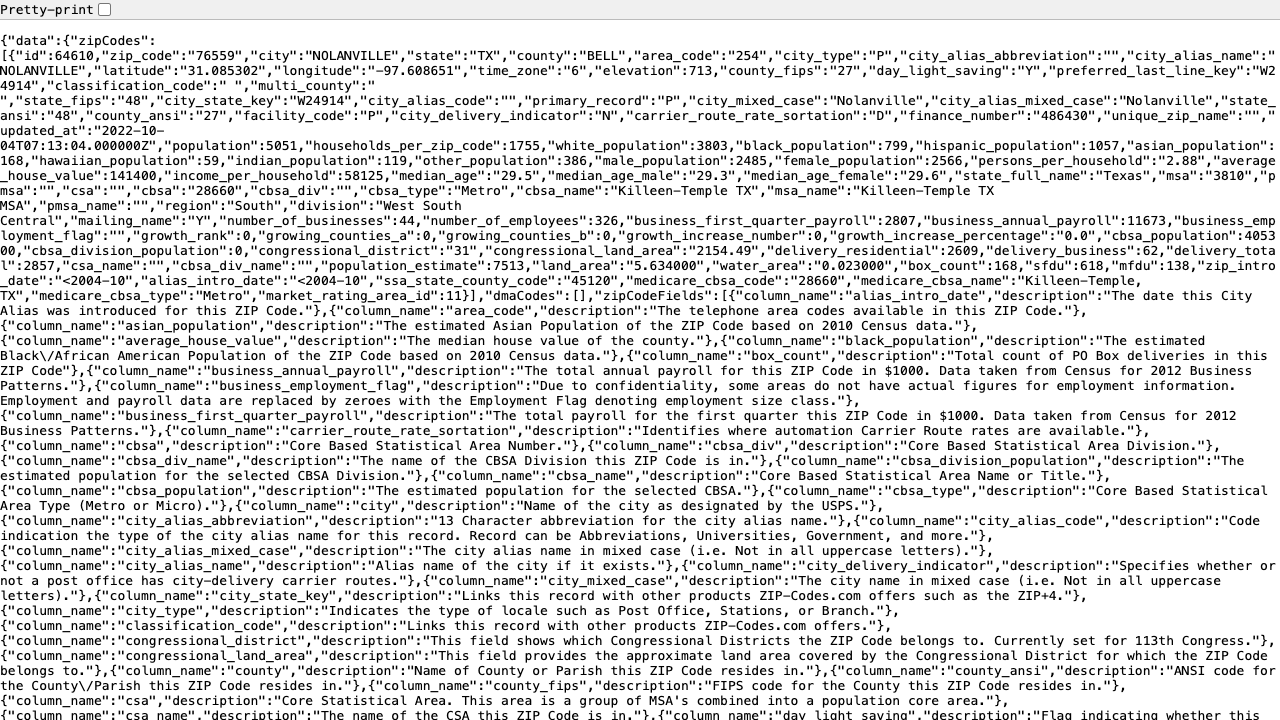 Pretty-print
{"data":{"zipCodes":
[{"id":64610,"zip_code":"76559","city":"NOLANVILLE","state":"TX","county":"BELL","area_code":"254","city_type":"P","city_alias_abbreviation":"","city_alias_name":"
NOLANVILLE","latitude":"31.085302","longitude":"-97.608651","time_zone":"6","elevation":713,"county_fips":"27","day_light_saving":"Y","preferred_last_line_key":"W2
4914","classification_code":" ","multi_county":"
","state_fips":"48","city_state_key":"W24914","city_alias_code":"","primary_record":"P","city_mixed_case":"Nolanville","city_alias_mixed_case":"Nolanville","state_
ansi":"48","county_ansi":"27","facility_code":"P","city_delivery_indicator":"N","carrier_route_rate_sortation":"D","finance_number":"486430","unique_zip_name":"","
updated_at":"2022-10-
04T07:13:04.000000Z","population":5051,"households_per_zip_code":1755,"white_population":3803,"black_population":799,"hispanic_population":1057,"asian_population":
168,"hawaiian_population":59,"indian_population":119,"other_population":386,"male_population":2485,"female_population":2566,"persons_per_household":"2.88","average
_house_value":141400,"income_per_household":58125,"median_age":"29.5","median_age_male":"29.3","median_age_female":"29.6","state_full_name":"Texas","msa":"3810","p
msa":"","csa":"","cbsa":"28660","cbsa_div":"","cbsa_type":"Metro","cbsa_name":"Killeen-Temple TX","msa_name":"Killeen-Temple TX
MSA","pmsa_name":"","region":"South","division":"West South
Central","mailing_name":"Y","number_of_businesses":44,"number_of_employees":326,"business_first_quarter_payroll":2807,"business_annual_payroll":11673,"business_emp
loyment_flag":"","growth_rank":0,"growing_counties_a":0,"growing_counties_b":0,"growth_increase_number":0,"growth_increase_percentage":"0.0","cbsa_population":4053
00,"cbsa_division_population":0,"congressional_district":"31","congressional_land_area":"2154.49","delivery_residential":2609,"delivery_business":62,"delivery_tota
l":2857,"csa_name":"","cbsa_div_name":"","population_estimate":7513,"land_area":"5.634000","water_area":"0.023000","box_count":168,"sfdu":618,"mfdu":138,"zip_intro
_date":"<2004-10","alias_intro_date":"<2004-10","ssa_state_county_code":"45120","medicare_cbsa_code":"28660","medicare_cbsa_name":"Killeen-Temple,
TX","medicare_cbsa_type":"Metro","market_rating_area_id":11}],"dmaCodes":[],"zipCodeFields":[{"column_name":"alias_intro_date","description":"The date this City
Alias was introduced for this ZIP Code."},{"column_name":"area_code","description":"The telephone area codes available in this ZIP Code."},
{"column_name":"asian_population","description":"The estimated Asian Population of the ZIP Code based on 2010 Census data."},
{"column_name":"average_house_value","description":"The median house value of the county."},{"column_name":"black_population","description":"The estimated
Black\/African American Population of the ZIP Code based on 2010 Census data."},{"column_name":"box_count","description":"Total count of PO Box deliveries in this
ZIP Code"},{"column_name":"business_annual_payroll","description":"The total annual payroll for this ZIP Code in $1000. Data taken from Census for 2012 Business
Patterns."},{"column_name":"business_employment_flag","description":"Due to confidentiality, some areas do not have actual figures for employment information.
Employment and payroll data are replaced by zeroes with the Employment Flag denoting employment size class."},
{"column_name":"business_first_quarter_payroll","description":"The total payroll for the first quarter this ZIP Code in $1000. Data taken from Census for 2012
Business Patterns."},{"column_name":"carrier_route_rate_sortation","description":"Identifies where automation Carrier Route rates are available."},
{"column_name":"cbsa","description":"Core Based Statistical Area Number."},{"column_name":"cbsa_div","description":"Core Based Statistical Area Division."},
{"column_name":"cbsa_div_name","description":"The name of the CBSA Division this ZIP Code is in."},{"column_name":"cbsa_division_population","description":"The
estimated population for the selected CBSA Division."},{"column_name":"cbsa_name","description":"Core Based Statistical Area Name or Title."},
{"column_name":"cbsa_population","description":"The estimated population for the selected CBSA."},{"column_name":"cbsa_type","description":"Core Based Statistical
Area Type (Metro or Micro)."},{"column_name":"city","description":"Name of the city as designated by the USPS."},
{"column_name":"city_alias_abbreviation","description":"13 Character abbreviation for the city alias name."},{"column_name":"city_alias_code","description":"Code
indication the type of the city alias name for this record. Record can be Abbreviations, Universities, Government, and more."},
{"column_name":"city_alias_mixed_case","description":"The city alias name in mixed case (i.e. Not in all uppercase letters)."},
{"column_name":"city_alias_name","description":"Alias name of the city if it exists."},{"column_name":"city_delivery_indicator","description":"Specifies whether or
not a post office has city-delivery carrier routes."},{"column_name":"city_mixed_case","description":"The city name in mixed case (i.e. Not in all uppercase
letters)."},{"column_name":"city_state_key","description":"Links this record with other products ZIP-Codes.com offers such as the ZIP+4."},
{"column_name":"city_type","description":"Indicates the type of locale such as Post Office, Stations, or Branch."},
{"column_name":"classification_code","description":"Links this record with other products ZIP-Codes.com offers."},
{"column_name":"congressional_district","description":"This field shows which Congressional Districts the ZIP Code belongs to. Currently set for 113th Congress."},
{"column_name":"congressional_land_area","description":"This field provides the approximate land area covered by the Congressional District for which the ZIP Code
belongs to."},{"column_name":"county","description":"Name of County or Parish this ZIP Code resides in."},{"column_name":"county_ansi","description":"ANSI code for
the County\/Parish this ZIP Code resides in."},{"column_name":"county_fips","description":"FIPS code for the County this ZIP Code resides in."},
{"column_name":"csa","description":"Core Statistical Area. This area is a group of MSA's combined into a population core area."},
{"column_name":"csa_name","description":"The name of the CSA this ZIP Code is in."},{"column_name":"day_light_saving","description":"Flag indicating whether this